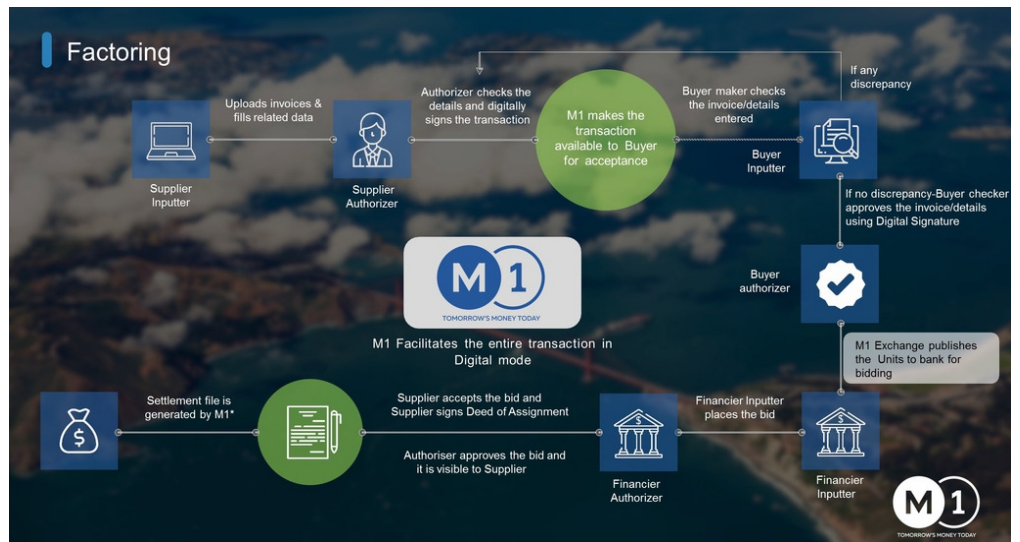 Factoring
Uploads invoices &
fills related data
Authorizer checks the
details and digitally
signs the transaction
M1 makes the
transaction
available to Buyer
for acceptance
Buyer maker checks
the invoice/details
entered
If any
discrepancy
Supplier
Inputter
Supplier
Authorizer
Buyer
Inputter
If no discrepancy-Buyer checker
approves the invoice/details
using Digital Signature
M1
TOMORROW'S MONEY TODAY
M1 Facilitates the entire transaction in
Digital mode
Buyer
authorizer
M1 Exchange publishes
the Units to bank for
bidding
Settlement file is
generated by M1*
Supplier accepts the bid and
Supplier signs Deed of Assignment
Authoriser approves the bid and
it is visible to Supplier
Financier Inputter
places the bid
Financier
Authorizer
Financier
Inputter
M1
TOMORROW'S MONEY TODAY